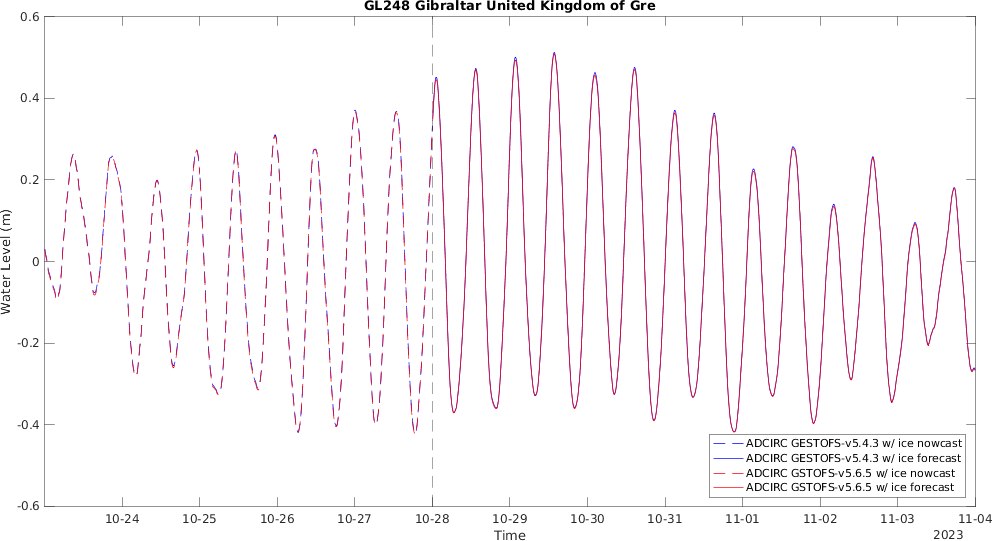 GL248 Gibraltar United Kingdom of Gre
0.6
0.4
0.2
0
-0.2
-0.4
-0.6
Water Level (m)
ADCIRC GESTOFS-v5.4.3 w/ ice nowcast
ADCIRC GESTOFS-v5.4.3 w/ ice forecast
ADCIRC GSTOFS-v5.6.5 w/ ice nowcast
ADCIRC GSTOFS-v5.6.5 w/ ice forecast
10-24 10-25 10-26 10-27 10-28 10-29 10-30 10-31 11-01 11-02 11-03 11-04
Time
2023